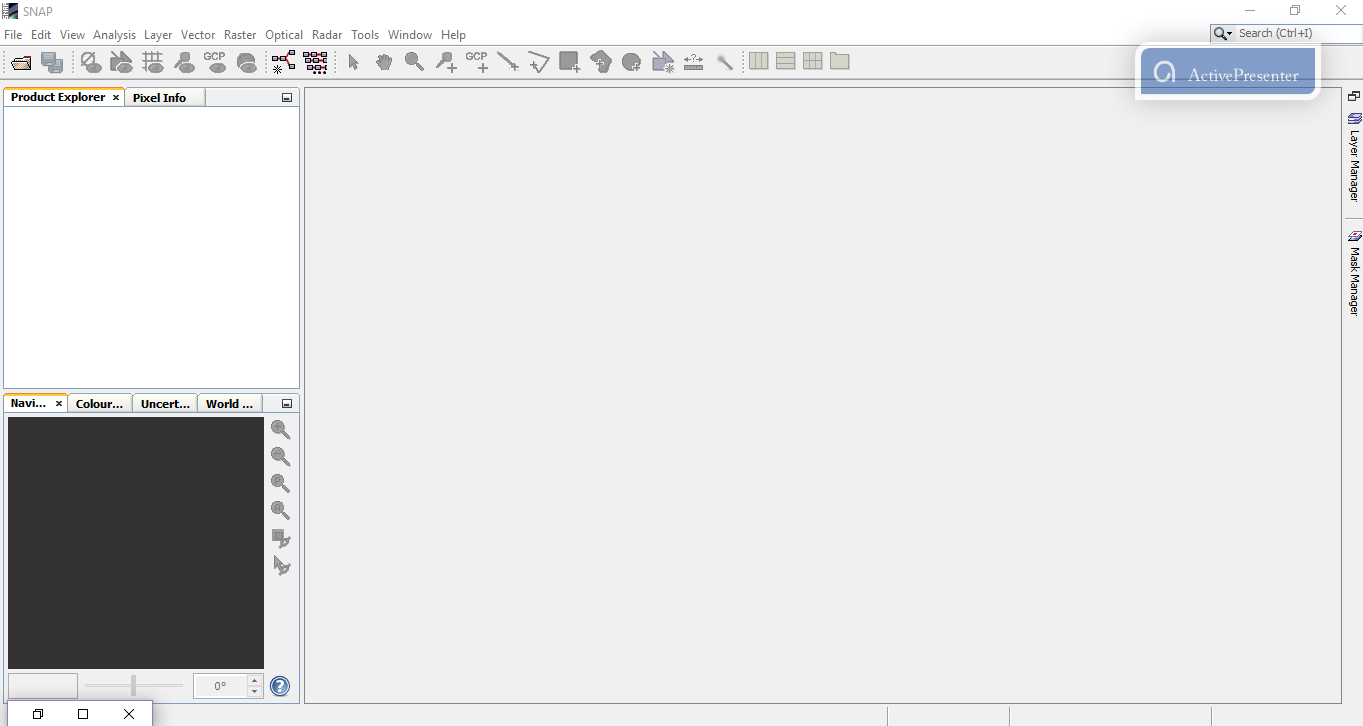 SNAP
File Edit View Analysis Layer Vector Raster Optical Radar Tools Window Help
Search (Ctrl+I)
GCP GCP
ActivePresenter
Product Explorer × Pixel Info
Layer Manager
Mask Manager
Navi... × Colour... Uncert... World ...
0°